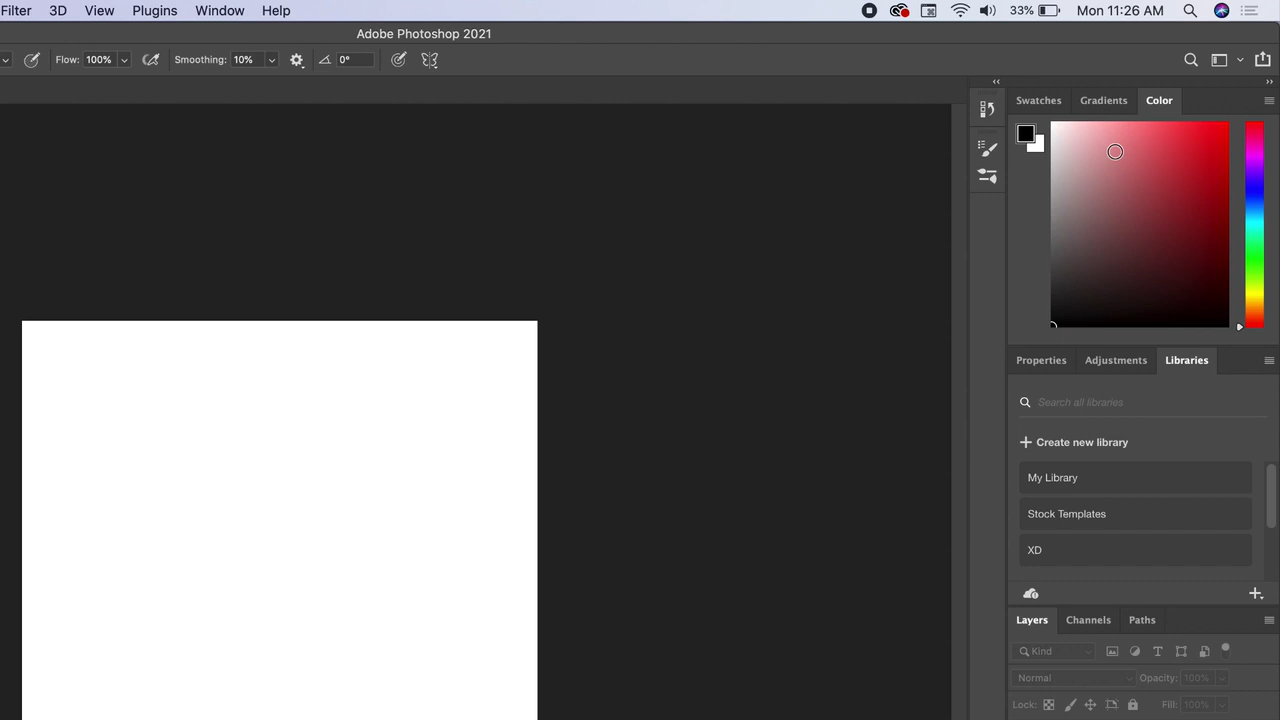 Filter 3D View Plugins Window Help 33% Mon 11:26 AM
Adobe Photoshop 2021
Flow: 100% Smoothing: 10% 0°
Swatches Gradients Color
Properties Adjustments Libraries
Search all libraries
Create new library
My Library
Stock Templates
XD
Layers Channels Paths
Kind
Normal Opacity: 100%
Lock: Fill: 100%